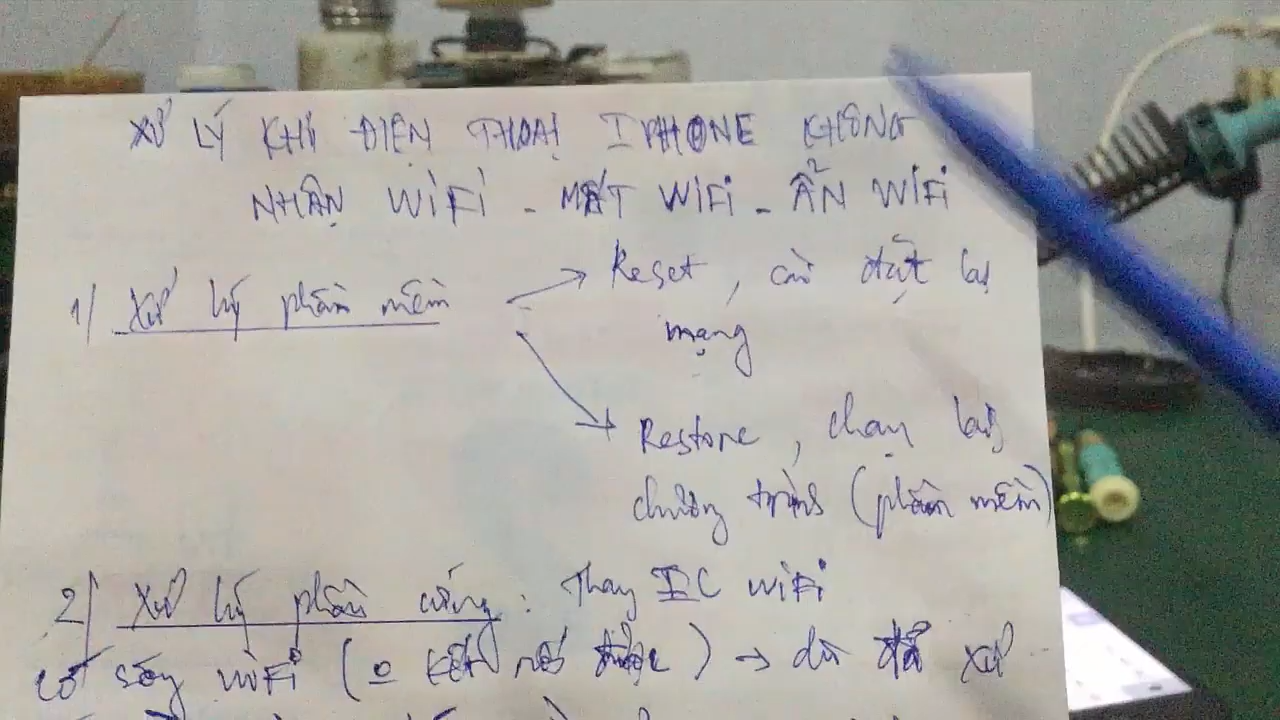 XỬ LÝ KHI ĐIỆN THOẠI IPHONE KHÔNG
NHẬN WiFi - MẤT WiFi - ẨN WiFi
1/ Xử lý phần mềm
Reset, cài đặt lại
mạng
Restore, chạy lại
chương trình (phần mềm)
2/ Xử lý phần cứng: Thay IC WiFi
có sóng WiFi (o kết nối được) → dù đã xử